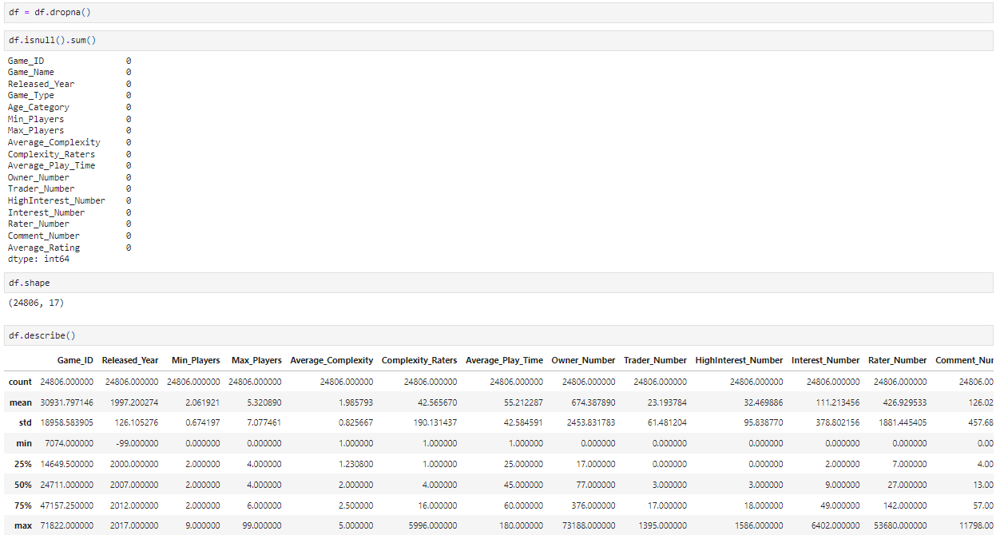 df = df.dropna()
df.isnull().sum()
Game_ID 0
Game_Name 0
Released_Year 0
Game_Type 0
Age_Category 0
Min_Players 0
Max_Players 0
Average_Complexity 0
Complexity_Raters 0
Average_Play_Time 0
Owner_Number 0
Trader_Number 0
HighInterest_Number 0
Interest_Number 0
Rater_Number 0
Comment_Number 0
Average_Rating 0
dtype: int64
df.shape
(24806, 17)
df.describe()
Game_ID Released_Year Min_Players Max_Players Average_Complexity Complexity_Raters Average_Play_Time Owner_Number Trader_Number HighInterest_Number Interest_Number Rater_Number Comment_Nur
count 24806.000000 24806.000000 24806.000000 24806.000000 24806.000000 24806.000000 24806.000000 24806.000000 24806.000000 24806.000000 24806.000000 24806.000000 24806.00
mean 30931.797146 1997.200274 2.061921 5.320890 1.985793 42.565670 55.212287 674.387890 23.193784 32.469886 111.213456 426.929533 126.02
std 18958.583905 126.105276 0.674197 7.077461 0.825667 190.131437 42.584591 2453.831783 61.481204 95.838770 378.802156 1881.445405 457.68
min 7074.000000 -99.000000 0.000000 0.000000 1.000000 1.000000 1.000000 0.000000 0.000000 0.000000 0.000000 0.000000 0.00
25% 14649.500000 2000.000000 2.000000 4.000000 1.230800 1.000000 25.000000 17.000000 0.000000 0.000000 2.000000 7.000000 4.00
50% 24711.000000 2007.000000 2.000000 4.000000 2.000000 4.000000 45.000000 77.000000 3.000000 3.000000 9.000000 27.000000 13.00
75% 47157.250000 2012.000000 2.000000 6.000000 2.500000 16.000000 60.000000 376.000000 17.000000 18.000000 49.000000 142.000000 57.00
max 71822.000000 2017.000000 9.000000 99.000000 5.000000 5996.000000 180.000000 73188.000000 1395.000000 1586.000000 6402.000000 53680.000000 11798.00